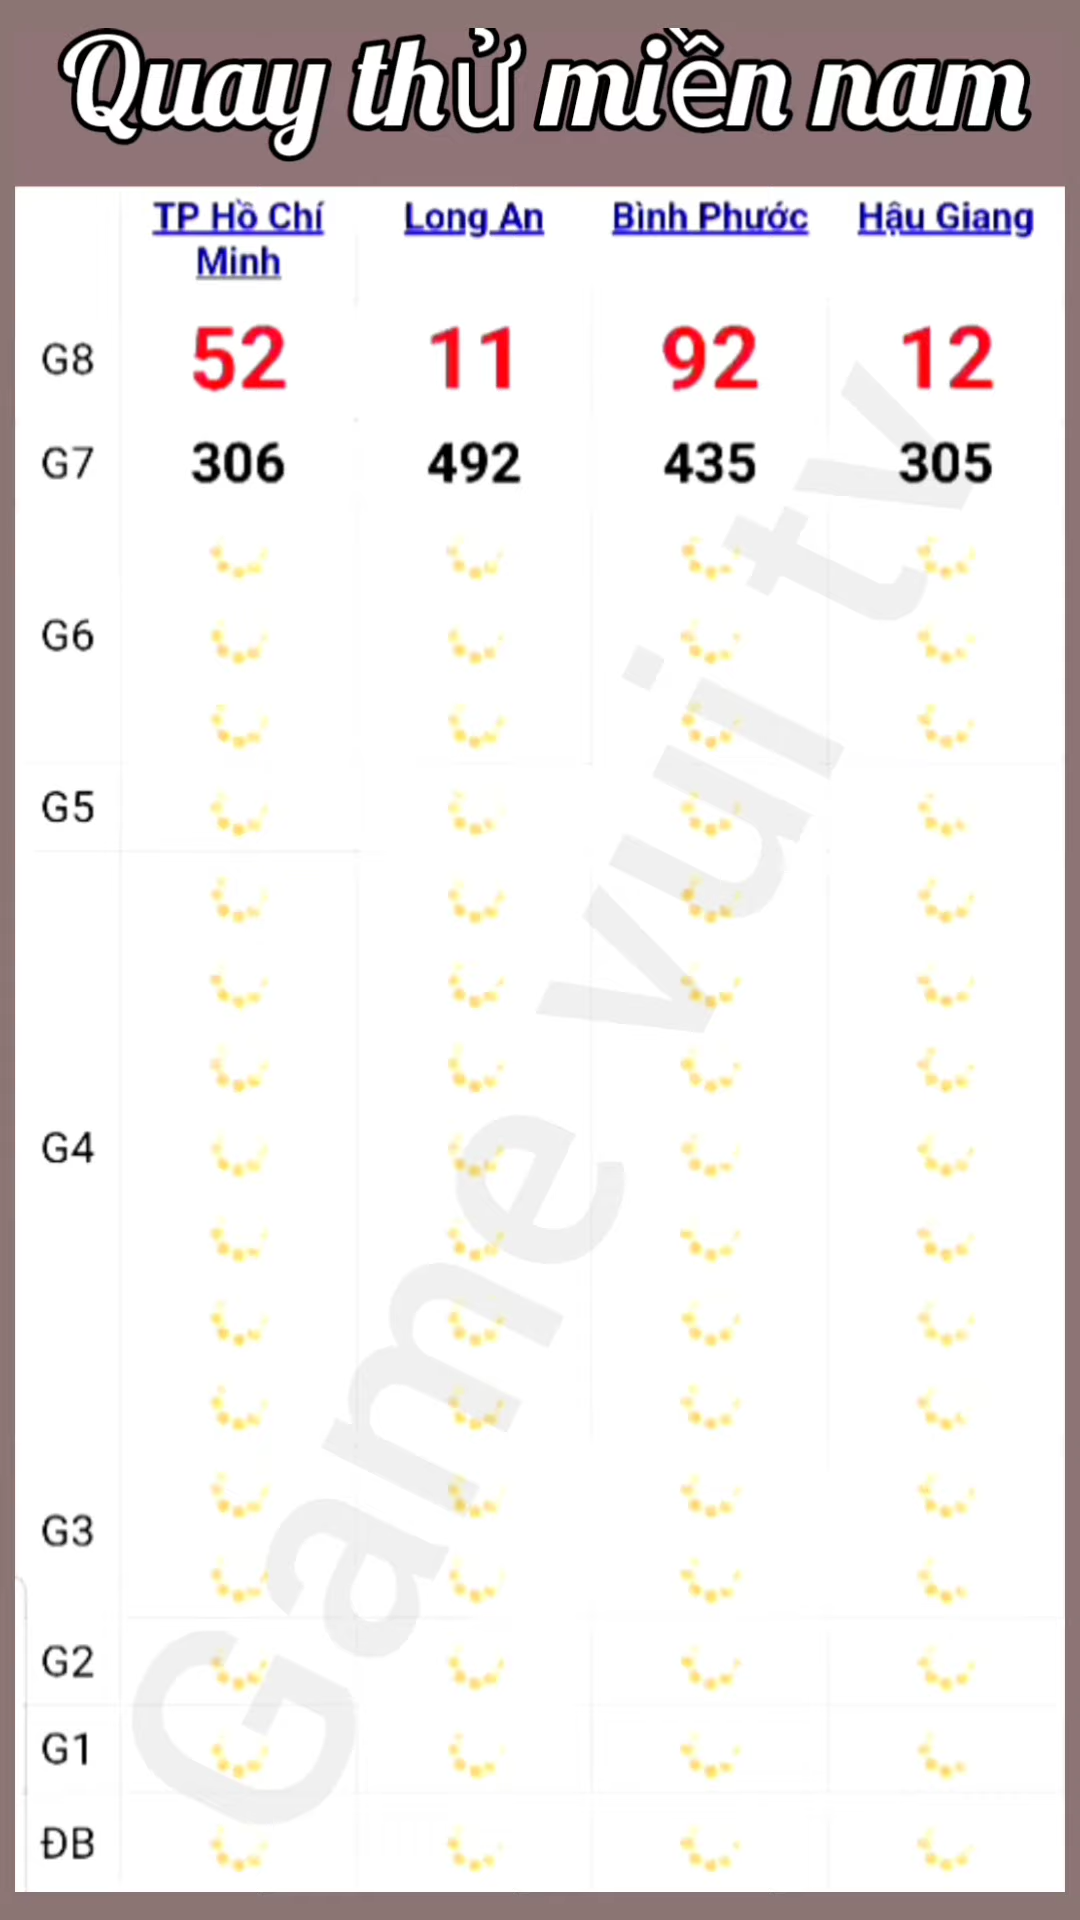 Quay thử miền nam
TP Hồ Chí Minh Long An Bình Phước Hậu Giang
G8 52 11 92 12
G7 306 492 435 305
G6
G5
G4
G3
G2
G1
ĐB
Game vui tv